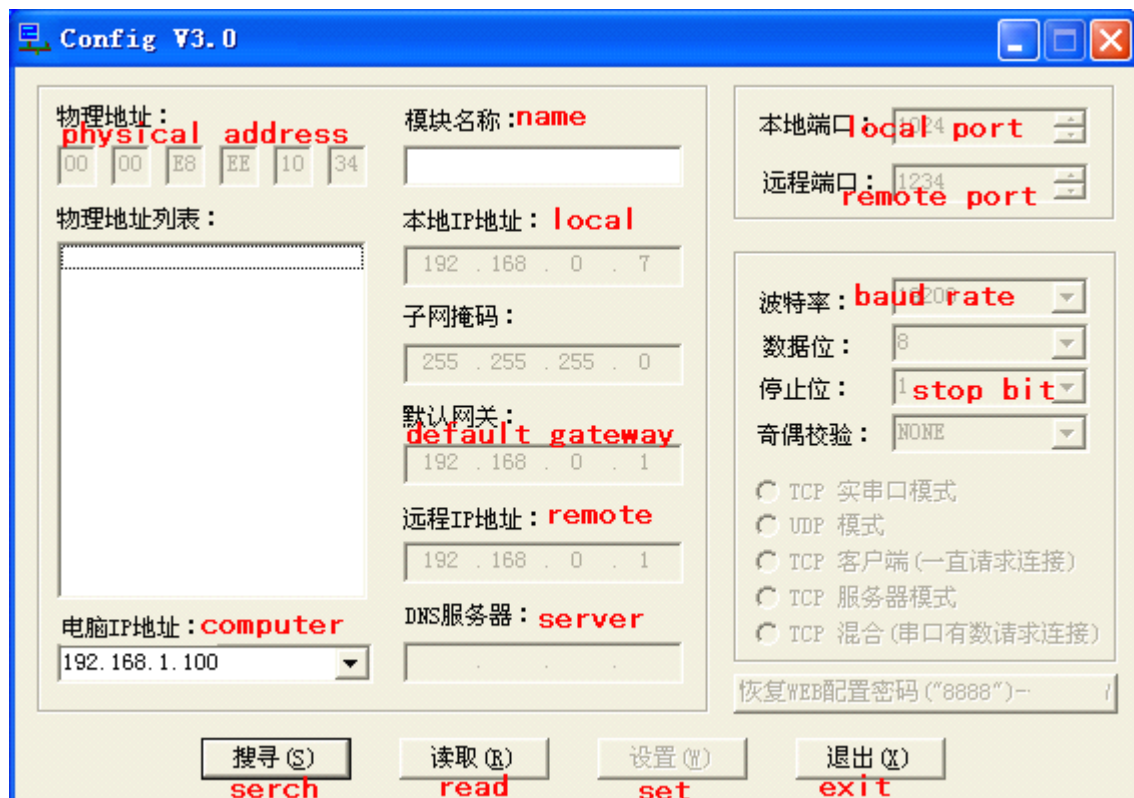 Config V3.0
物理地址：
physical address
00 00 E8 EE 10 34
物理地址列表：
电脑IP地址：computer
192.168.1.100
模块名称：name
本地IP地址：local
192 . 168 . 0 . 7
子网掩码：
255 . 255 . 255 . 0
默认网关：
default gateway
192 . 168 . 0 . 1
远程IP地址：remote
192 . 168 . 0 . 1
DNS服务器：server
本地端口：local port
远程端口：1234
remote port
波特率：baud rate
数据位：8
停止位：1 stop bit
奇偶校验：NONE
TCP 实串口模式
UDP 模式
TCP 客户端(一直请求连接)
TCP 服务器模式
TCP 混合(串口有数请求连接)
恢复WEB配置密码("8888")-
搜寻(S) 读取(R) 设置(W) 退出(X)
serch read set exit